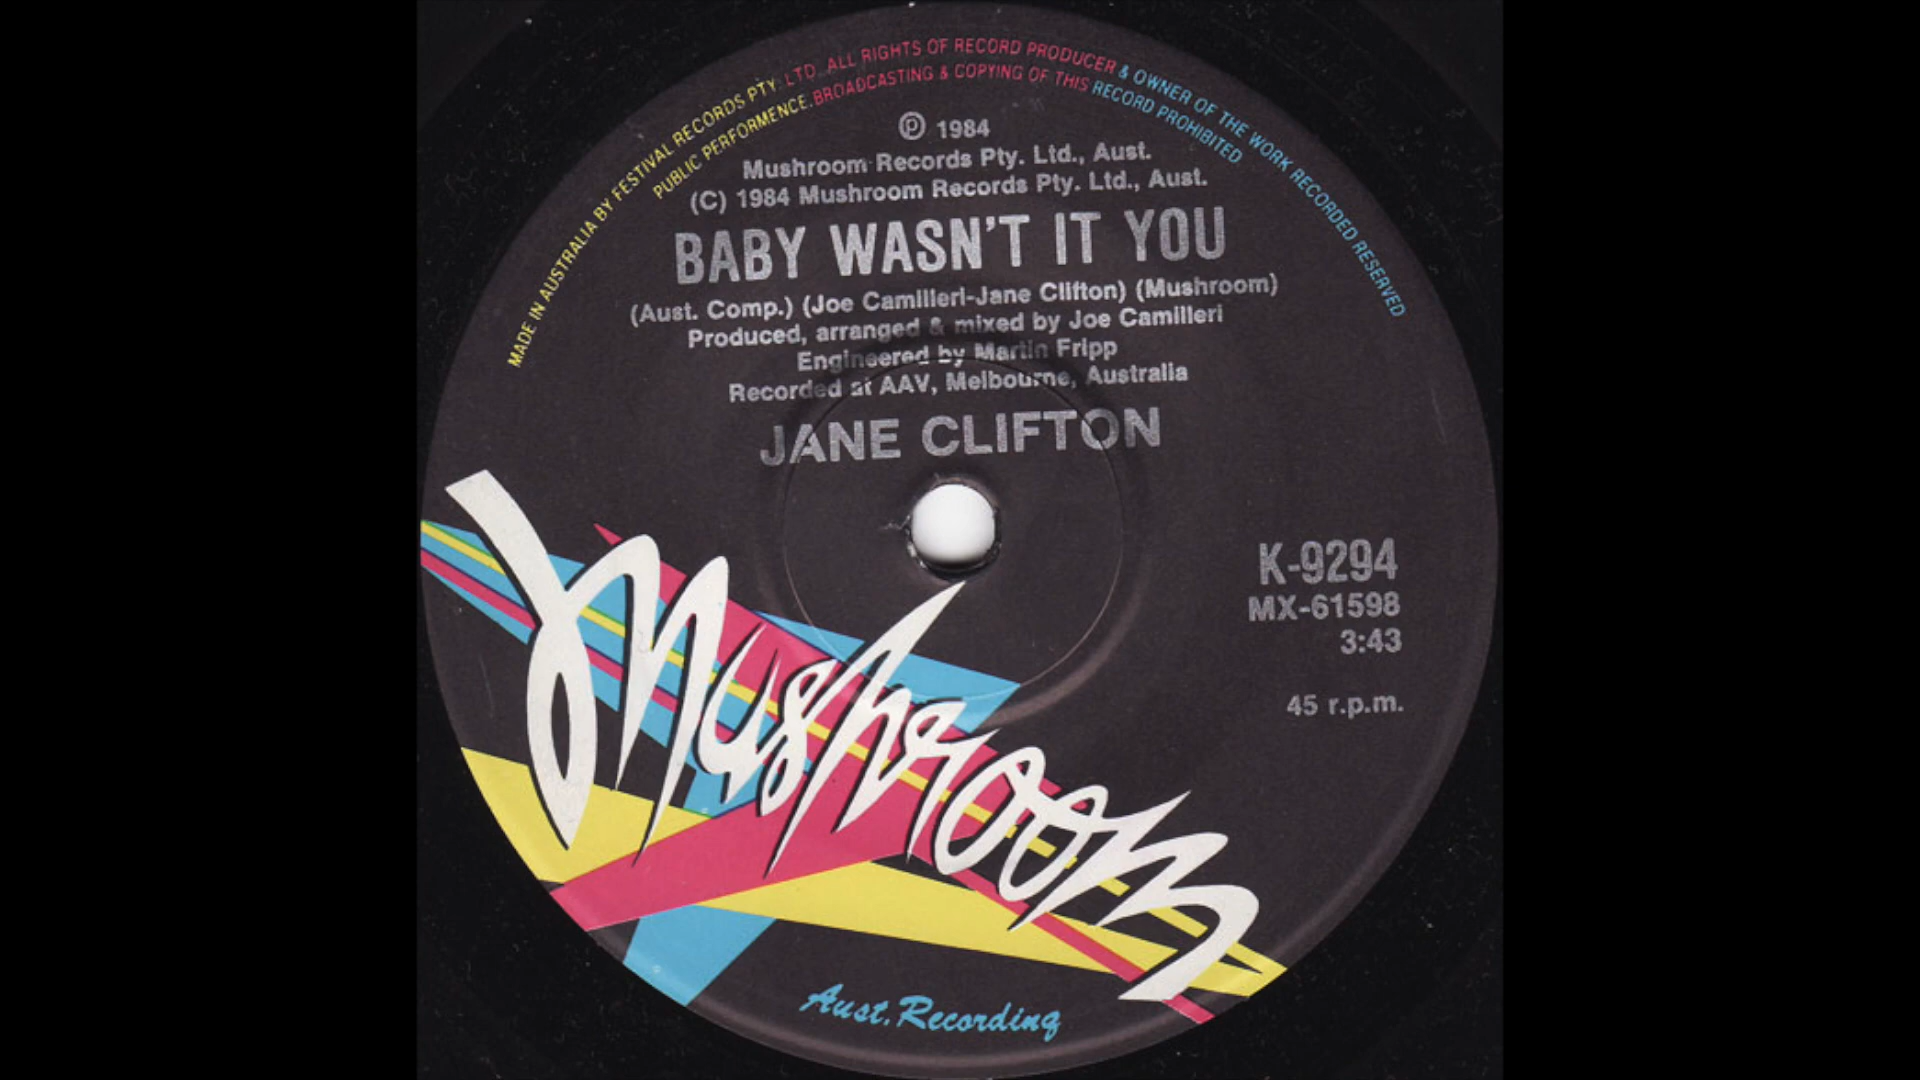 MADE IN AUSTRALIA BY FESTIVAL RECORDS PTY. LTD. ALL RIGHTS OF RECORD PRODUCER & OWNER OF THE WORK RECORDED RESERVED
PUBLIC PERFORMENCE. BROADCASTING & COPYING OF THIS RECORD PROHIBITED
℗ 1984
Mushroom Records Pty. Ltd., Aust.
(C) 1984 Mushroom Records Pty. Ltd., Aust.
BABY WASN'T IT YOU
(Aust. Comp.) (Joe Camilleri-Jane Clifton) (Mushroom)
Produced, arranged & mixed by Joe Camilleri
Engineered by Martin Fripp
Recorded at AAV, Melbourne, Australia
JANE CLIFTON
K-9294
MX-61598
3:43
45 r.p.m.
Mushroom
Aust. Recording